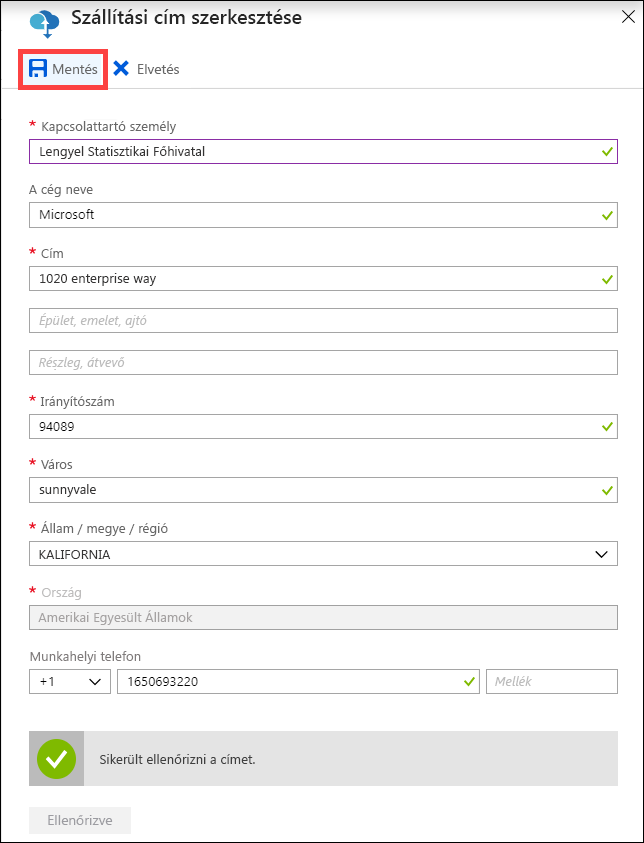 Szállítási cím szerkesztése
Mentés Elvetés
* Kapcsolattartó személy
Lengyel Statisztikai Főhivatal
A cég neve
Microsoft
* Cím
1020 enterprise way
Épület, emelet, ajtó
Részleg, átvevő
* Irányítószám
94089
* Város
sunnyvale
* Állam / megye / régió
KALIFORNIA
* Ország
Amerikai Egyesült Államok
Munkahelyi telefon
+1 1650693220 Mellék
Sikerült ellenőrizni a címet.
Ellenőrizve